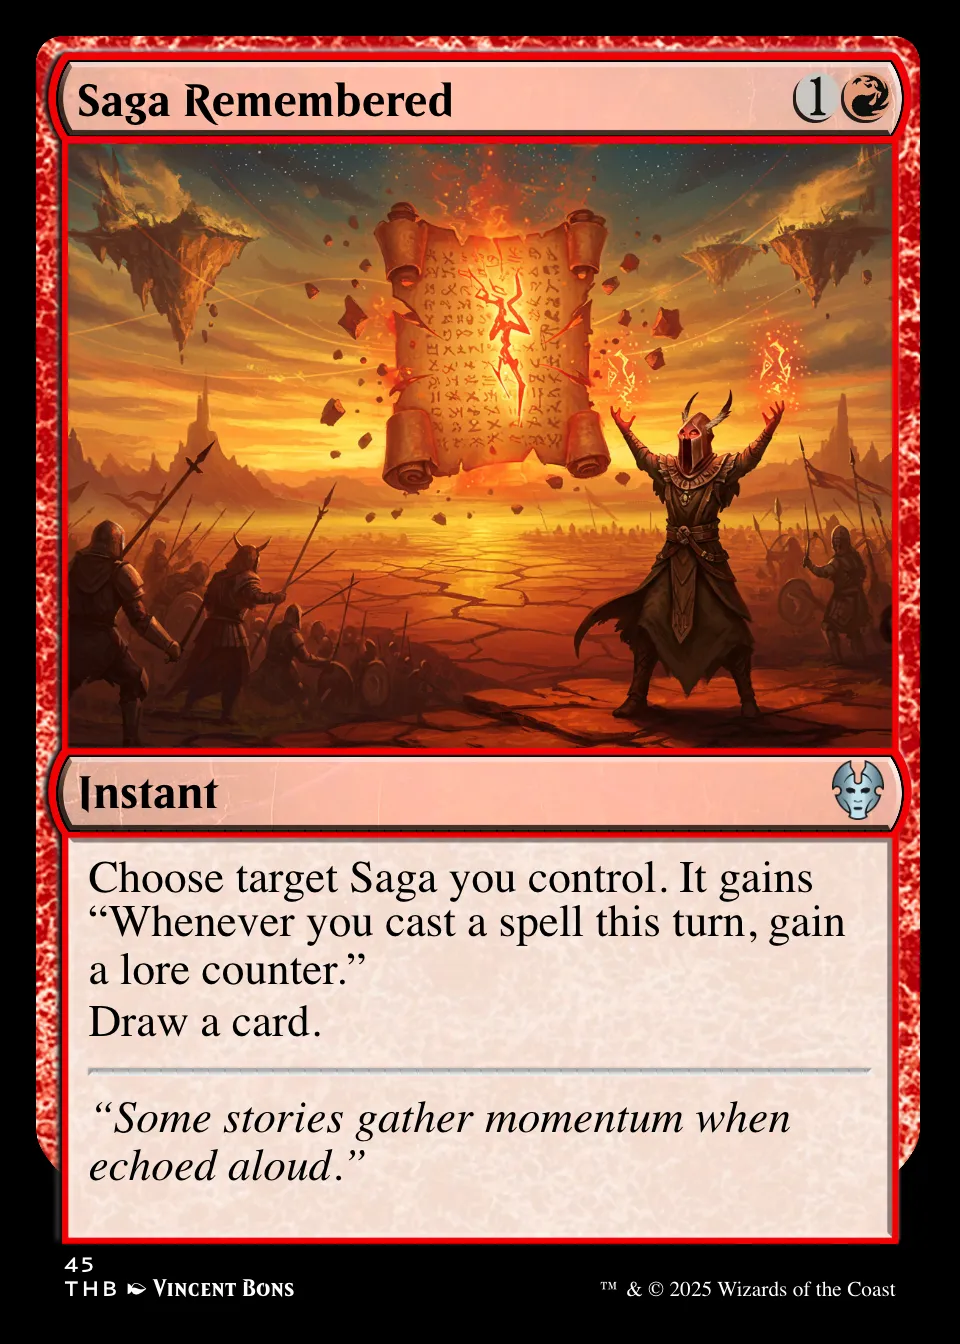 Saga Remembered 1
Instant
Choose target Saga you control. It gains
“Whenever you cast a spell this turn, gain
a lore counter.”
Draw a card.
“Some stories gather momentum when
echoed aloud.”
45
THB Vincent Bons
™ & © 2025 Wizards of the Coast